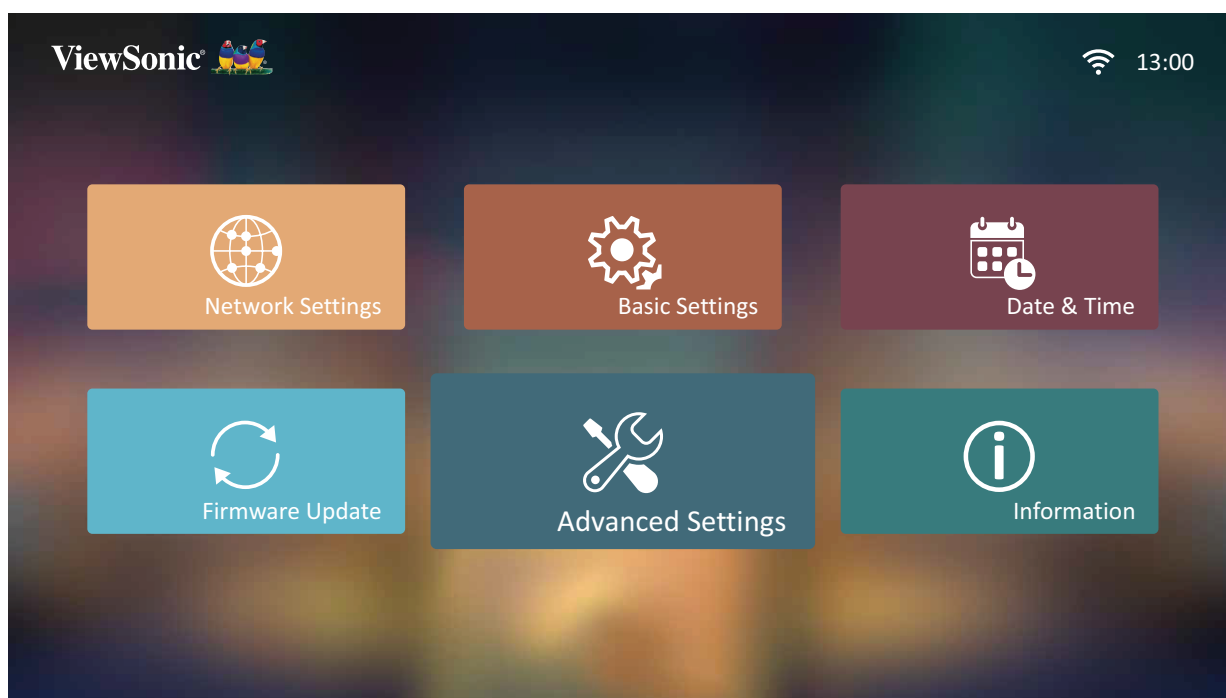 ViewSonic®
13:00
Network Settings
Basic Settings
Date & Time
Firmware Update
Advanced Settings
Information